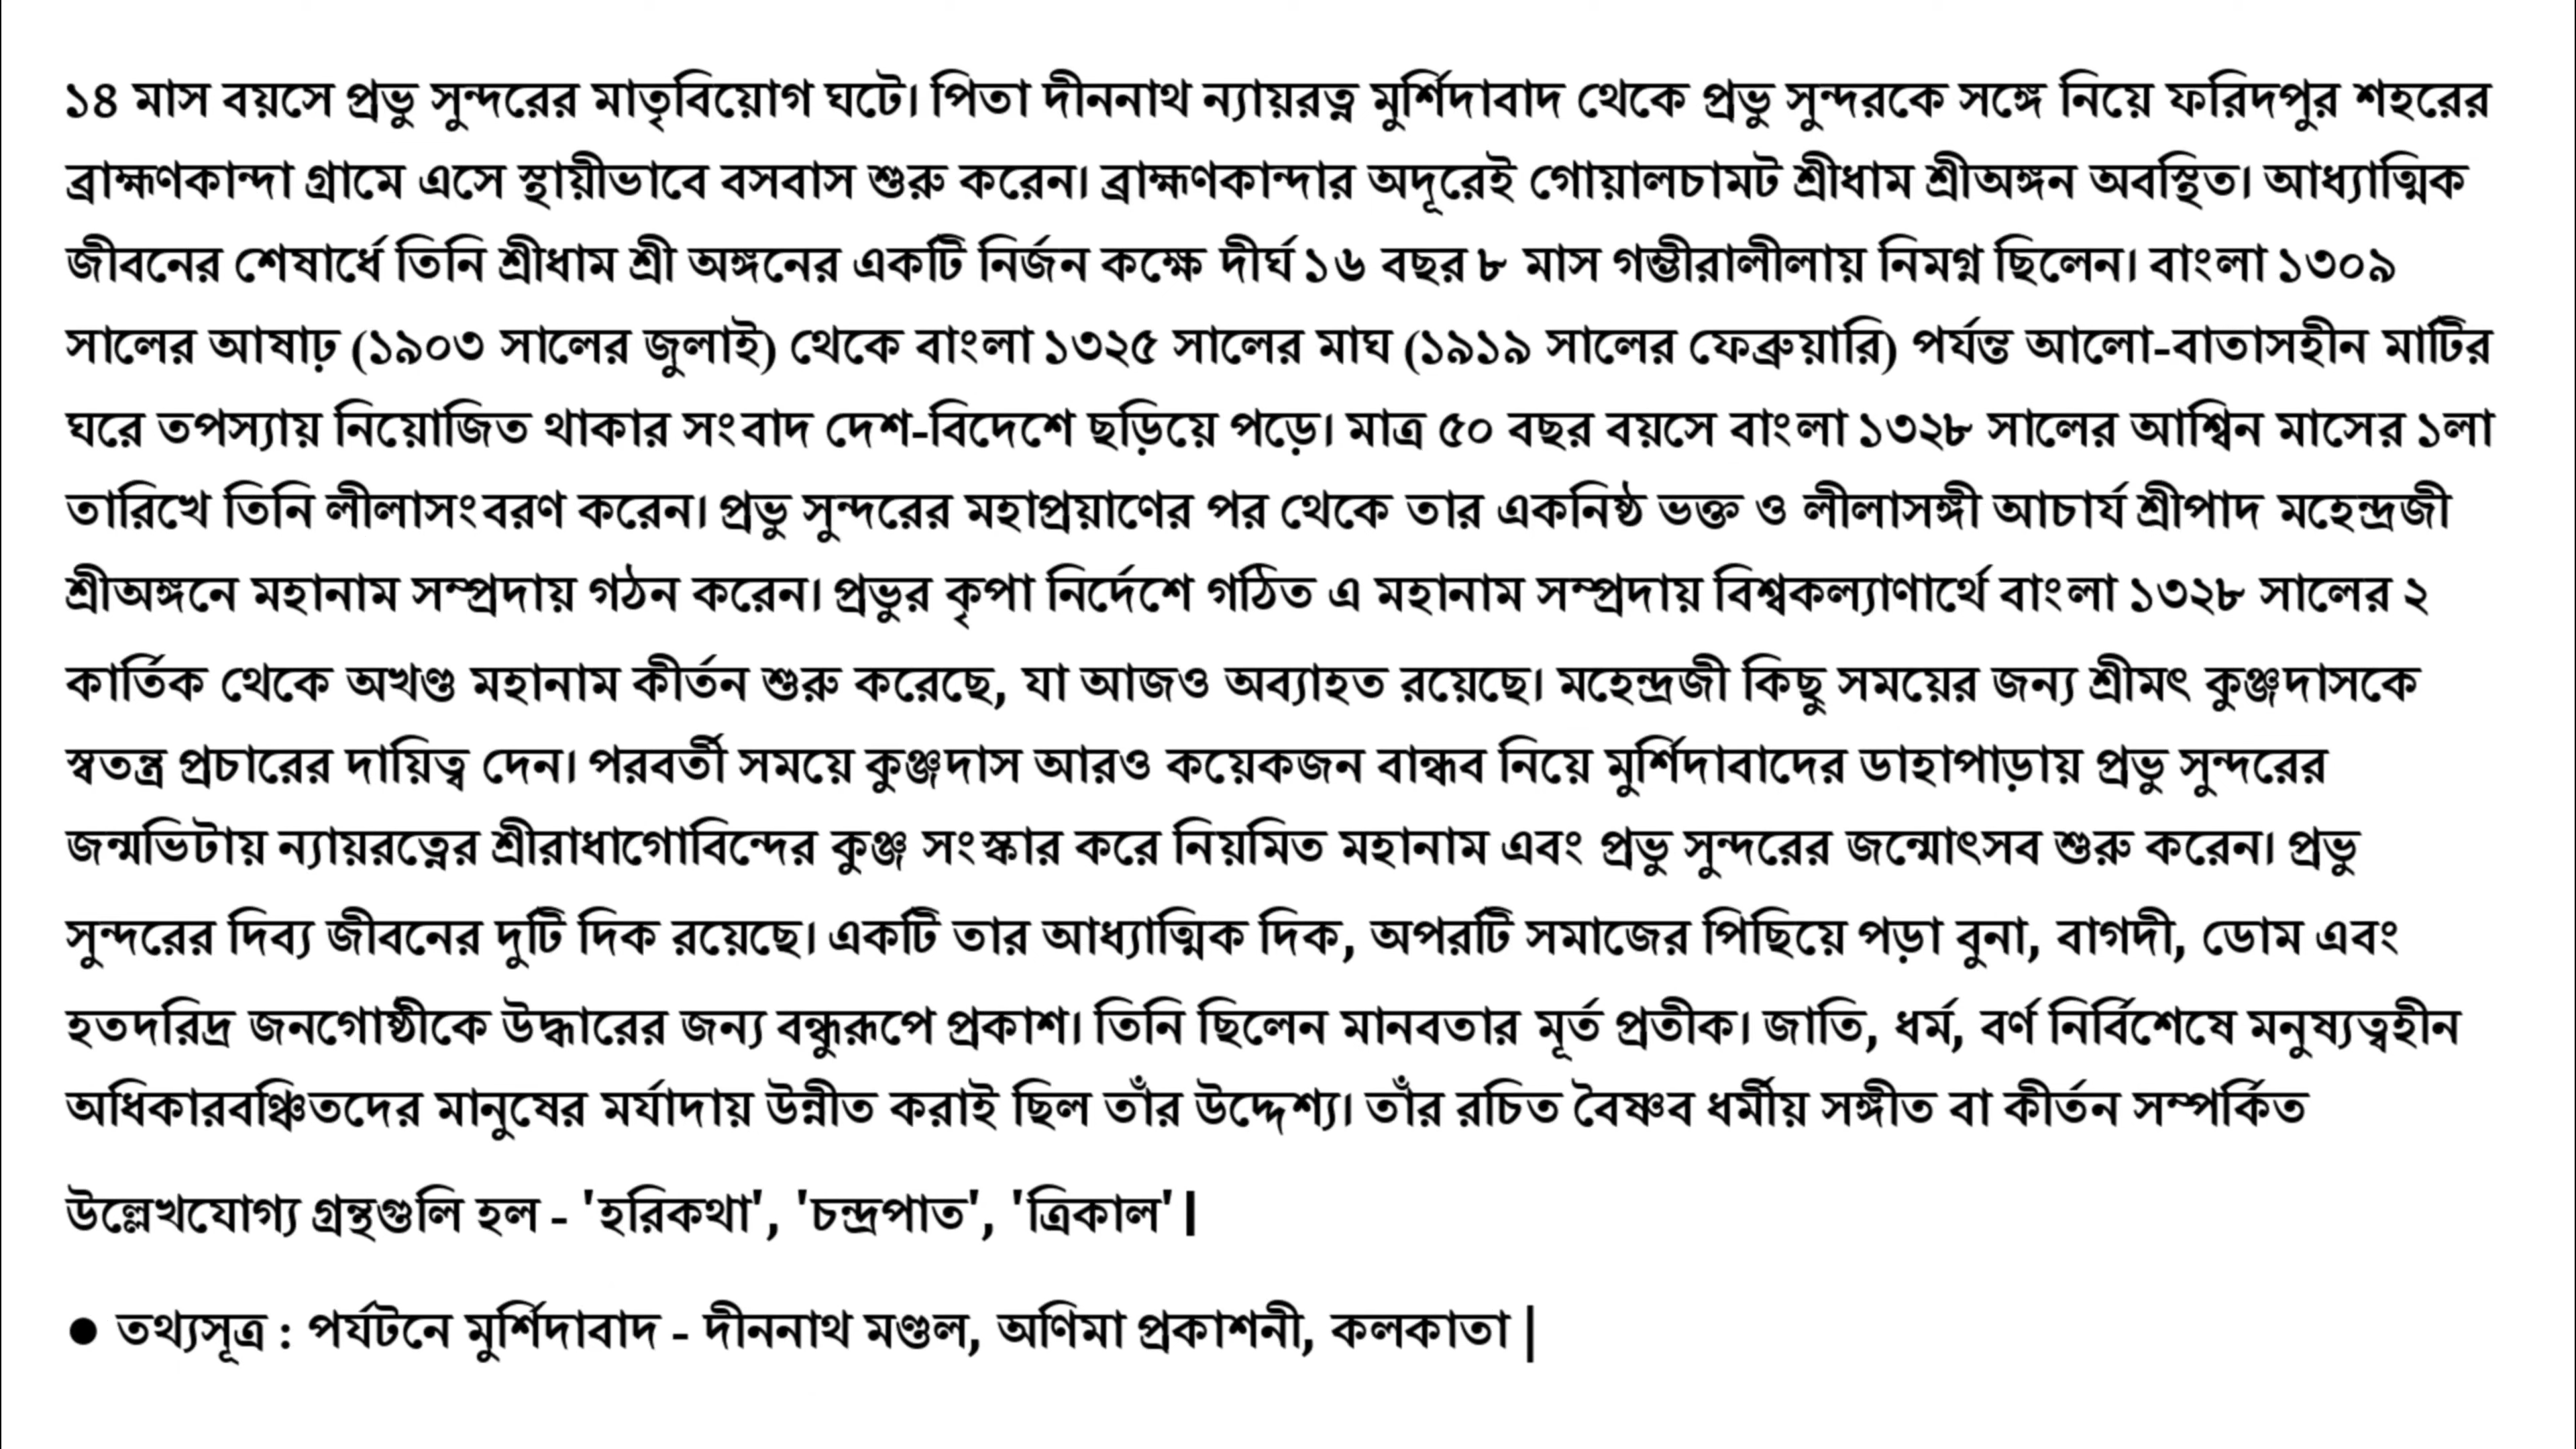 ১৪ মাস বয়সে প্রভু সুন্দরের মাতৃবিয়োগ ঘটে। পিতা দীননাথ ন্যায়রত্ন মুর্শিদাবাদ থেকে প্রভু সুন্দরকে সঙ্গে নিয়ে ফরিদপুর শহরের
ব্রাহ্মণকান্দা গ্রামে এসে স্থায়ীভাবে বসবাস শুরু করেন। ব্রাহ্মণকান্দার অদূরেই গোয়ালচামট শ্রীধাম শ্রীঅঙ্গন অবস্থিত। আধ্যাত্মিক
জীবনের শেষার্ধে তিনি শ্রীধাম শ্রী অঙ্গনের একটি নির্জন কক্ষে দীর্ঘ ১৬ বছর ৮ মাস গম্ভীরালীলায় নিমগ্ন ছিলেন। বাংলা ১৩০৯
সালের আষাঢ় (১৯০৩ সালের জুলাই) থেকে বাংলা ১৩২৫ সালের মাঘ (১৯১৯ সালের ফেব্রুয়ারি) পর্যন্ত আলো-বাতাসহীন মাটির
ঘরে তপস্যায় নিয়োজিত থাকার সংবাদ দেশ-বিদেশে ছড়িয়ে পড়ে। মাত্র ৫০ বছর বয়সে বাংলা ১৩২৮ সালের আশ্বিন মাসের ১লা
তারিখে তিনি লীলাসংবরণ করেন। প্রভু সুন্দরের মহাপ্রয়াণের পর থেকে তার একনিষ্ঠ ভক্ত ও লীলাসঙ্গী আচার্য শ্রীপাদ মহেন্দ্রজী
শ্রীঅঙ্গনে মহানাম সম্প্রদায় গঠন করেন। প্রভুর কৃপা নির্দেশে গঠিত এ মহানাম সম্প্রদায় বিশ্বকল্যাণার্থে বাংলা ১৩২৮ সালের ২
কার্তিক থেকে অখণ্ড মহানাম কীর্তন শুরু করেছে, যা আজও অব্যাহত রয়েছে। মহেন্দ্রজী কিছু সময়ের জন্য শ্রীমৎ কুঞ্জদাসকে
স্বতন্ত্র প্রচারের দায়িত্ব দেন। পরবর্তী সময়ে কুঞ্জদাস আরও কয়েকজন বান্ধব নিয়ে মুর্শিদাবাদের ডাহাপাড়ায় প্রভু সুন্দরের
জন্মভিটায় ন্যায়রত্নের শ্রীরাধাগোবিন্দের কুঞ্জ সংস্কার করে নিয়মিত মহানাম এবং প্রভু সুন্দরের জন্মোৎসব শুরু করেন। প্রভু
সুন্দরের দিব্য জীবনের দুটি দিক রয়েছে। একটি তার আধ্যাত্মিক দিক, অপরটি সমাজের পিছিয়ে পড়া বুনা, বাগদী, ডোম এবং
হতদরিদ্র জনগোষ্ঠীকে উদ্ধারের জন্য বন্ধুরূপে প্রকাশ। তিনি ছিলেন মানবতার মূর্ত প্রতীক। জাতি, ধর্ম, বর্ণ নির্বিশেষে মনুষ্যত্বহীন
অধিকারবঞ্চিতদের মানুষের মর্যাদায় উন্নীত করাই ছিল তাঁর উদ্দেশ্য। তাঁর রচিত বৈষ্ণব ধর্মীয় সঙ্গীত বা কীর্তন সম্পর্কিত
উল্লেখযোগ্য গ্রন্থগুলি হল - 'হরিকথা', 'চন্দ্রপাত', 'ত্রিকাল'|
● তথ্যসূত্র : পর্যটনে মুর্শিদাবাদ - দীননাথ মণ্ডল, অণিমা প্রকাশনী, কলকাতা |